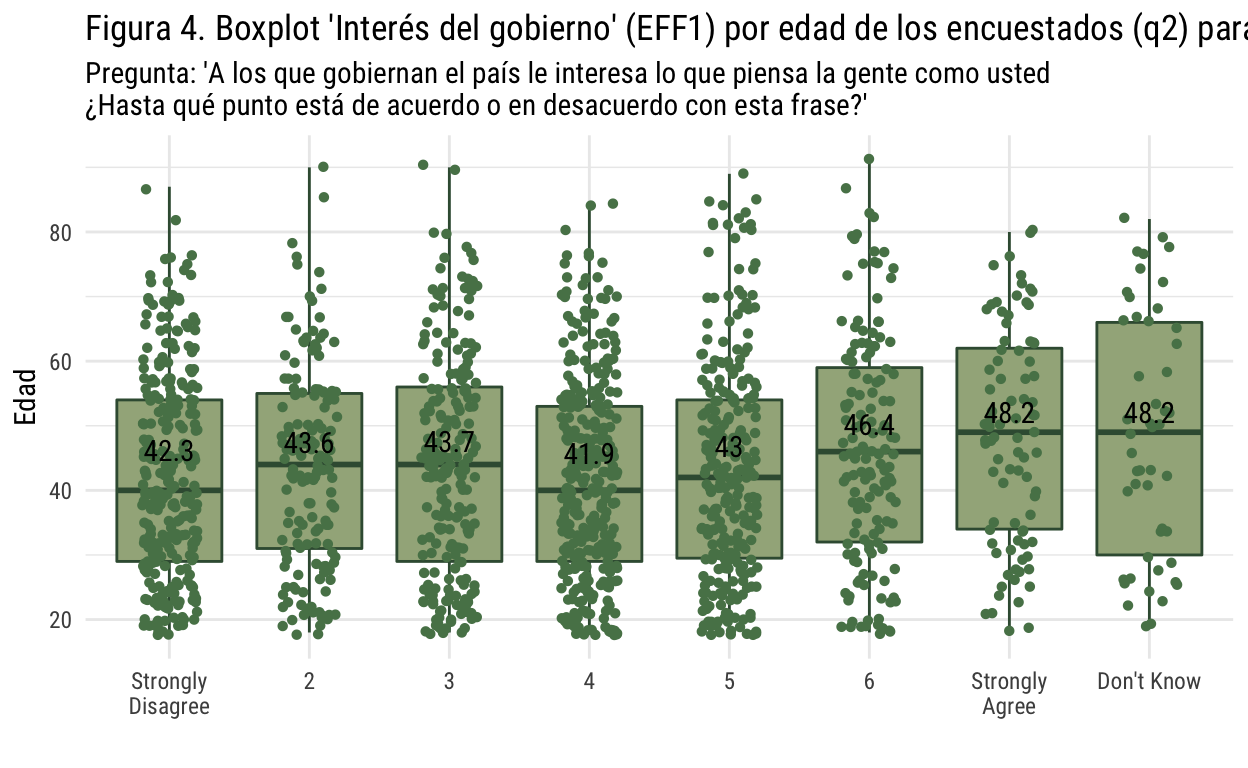 Figura 4. Boxplot 'Interés del gobierno' (EFF1) por edad de los encuestados (q2) para
Pregunta: 'A los que gobiernan el país le interesa lo que piensa la gente como usted
¿Hasta qué punto está de acuerdo o en desacuerdo con esta frase?'
Edad
80
60
40
20
42.3
43.6
43.7
41.9
43
46.4
48.2
48.2
Strongly
Disagree
2
3
4
5
6
Strongly
Agree
Don't Know